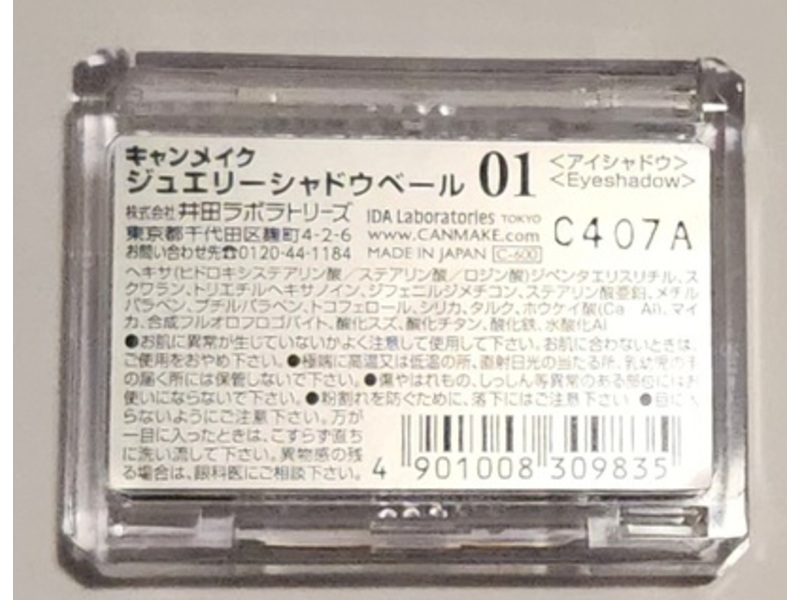 キャンメイク
ジュエリーシャドウベール 01 <アイシャドウ>
<Eyeshadow>
株式会社 井田ラボラトリーズ IDA Laboratories TOKYO
東京都千代田区麹町4-2-6 www.CANMAKE.com C407A
お問い合わせ先☎0120-44-1184 MADE IN JAPAN C-600
ヘキサ(ヒドロキシステアリン酸/ステアリン酸/ロジン酸)ジペンタエリスリチル、ス
クワラン、トリエチルヘキサノイン、ジフェニルジメチコン、ステアリン酸亜鉛、メチル
パラベン、ブチルパラベン、トコフェロール、シリカ、タルク、ホウケイ酸(Ca Al)、マイ
カ、合成フルオロフロゴパイト、酸化スズ、酸化チタン、酸化鉄、水酸化Al
●お肌に異常が生じていないかよく注意して使用して下さい。お肌に合わないときは、
ご使用をおやめ下さい。●極端に高温又は低温の所、直射日光の当たる所、乳幼児の手
の届く所には保管しないで下さい。●傷やはれもの、しっしん等異常のある部位にはお
使いにならないで下さい。●粉割れを防ぐために、落下にはご注意下さい ●目に入
らないようにご注意下さい。万が
一目に入ったときは、こすらず直ち
に洗い流して下さい。異物感の残
る場合は、眼科医にご相談下さい。
4 901008 309835